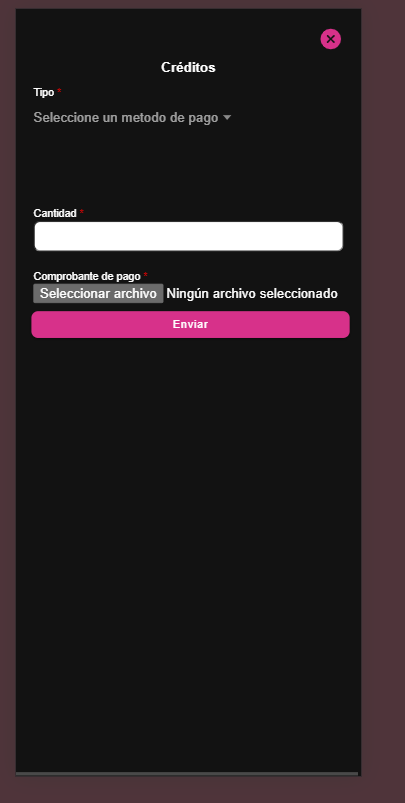 Créditos
Tipo *
Seleccione un metodo de pago
Cantidad *
Comprobante de pago *
Seleccionar archivo Ningún archivo seleccionado
Enviar